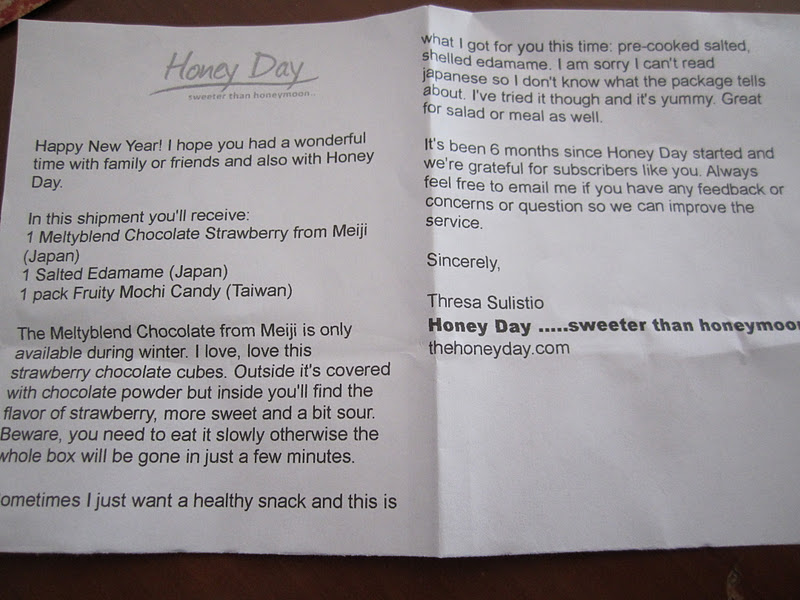 Honey Day
sweeter than honeymoon..
Happy New Year! I hope you had a wonderful
time with family or friends and also with Honey
Day.
In this shipment you'll receive:
1 Meltyblend Chocolate Strawberry from Meiji
(Japan)
1 Salted Edamame (Japan)
1 pack Fruity Mochi Candy (Taiwan)
The Meltyblend Chocolate from Meiji is only
available during winter. I love, love this
strawberry chocolate cubes. Outside it's covered
with chocolate powder but inside you'll find the
flavor of strawberry, more sweet and a bit sour.
Beware, you need to eat it slowly otherwise the
whole box will be gone in just a few minutes.
ometimes I just want a healthy snack and this is
what I got for you this time: pre-cooked salted,
shelled edamame. I am sorry I can't read
japanese so I don't know what the package tells
about. I've tried it though and it's yummy. Great
for salad or meal as well.
It's been 6 months since Honey Day started and
we're grateful for subscribers like you. Always
feel free to email me if you have any feedback or
concerns or question so we can improve the
service.
Sincerely,
Thresa Sulistio
Honey Day .....sweeter than honeymoon
thehoneyday.com